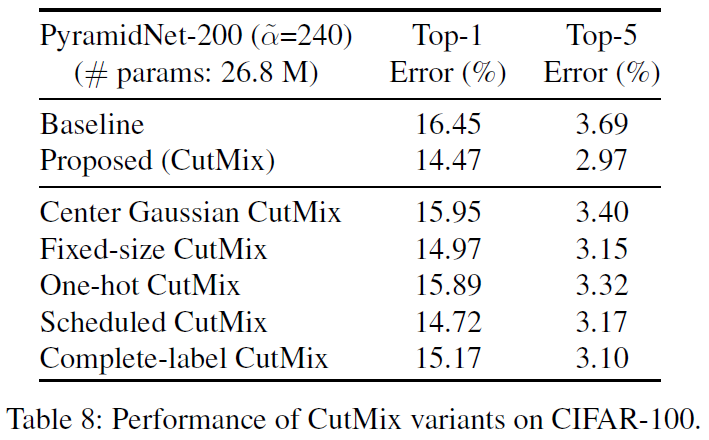 PyramidNet-200 (α̃=240) Top-1 Top-5
(# params: 26.8 M) Error (%) Error (%)
Baseline 16.45 3.69
Proposed (CutMix) 14.47 2.97
Center Gaussian CutMix 15.95 3.40
Fixed-size CutMix 14.97 3.15
One-hot CutMix 15.89 3.32
Scheduled CutMix 14.72 3.17
Complete-label CutMix 15.17 3.10
Table 8: Performance of CutMix variants on CIFAR-100.